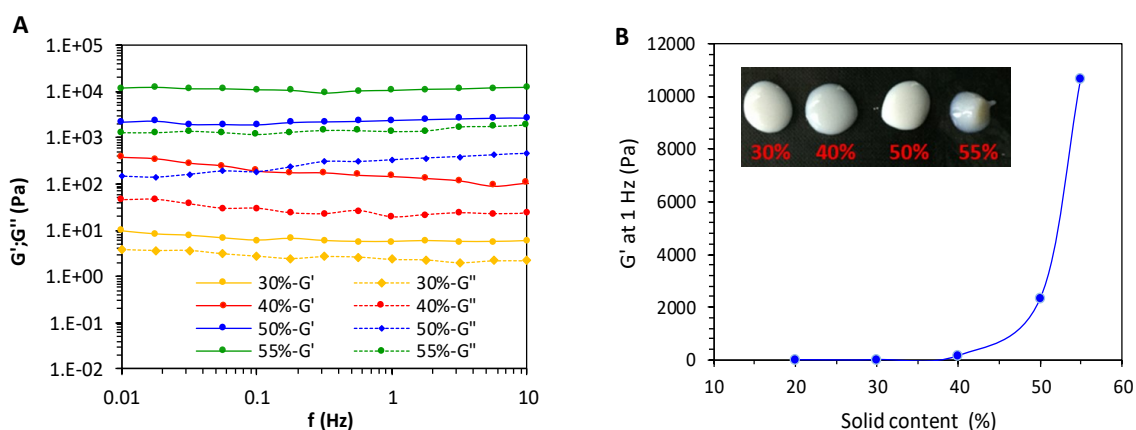 A
1.E+05
1.E+04
1.E+03
1.E+02
1.E+01
1.E+00
1.E-01
1.E-02
G';G'' (Pa)
30%-G' 30%-G"
40%-G' 40%-G"
50%-G' 50%-G"
55%-G' 55%-G"
0.01 0.1 1 10
f (Hz)
B
12000
10000
8000
6000
4000
2000
0
G' at 1 Hz (Pa)
30% 40% 50% 55%
10 20 30 40 50 60
Solid content (%)